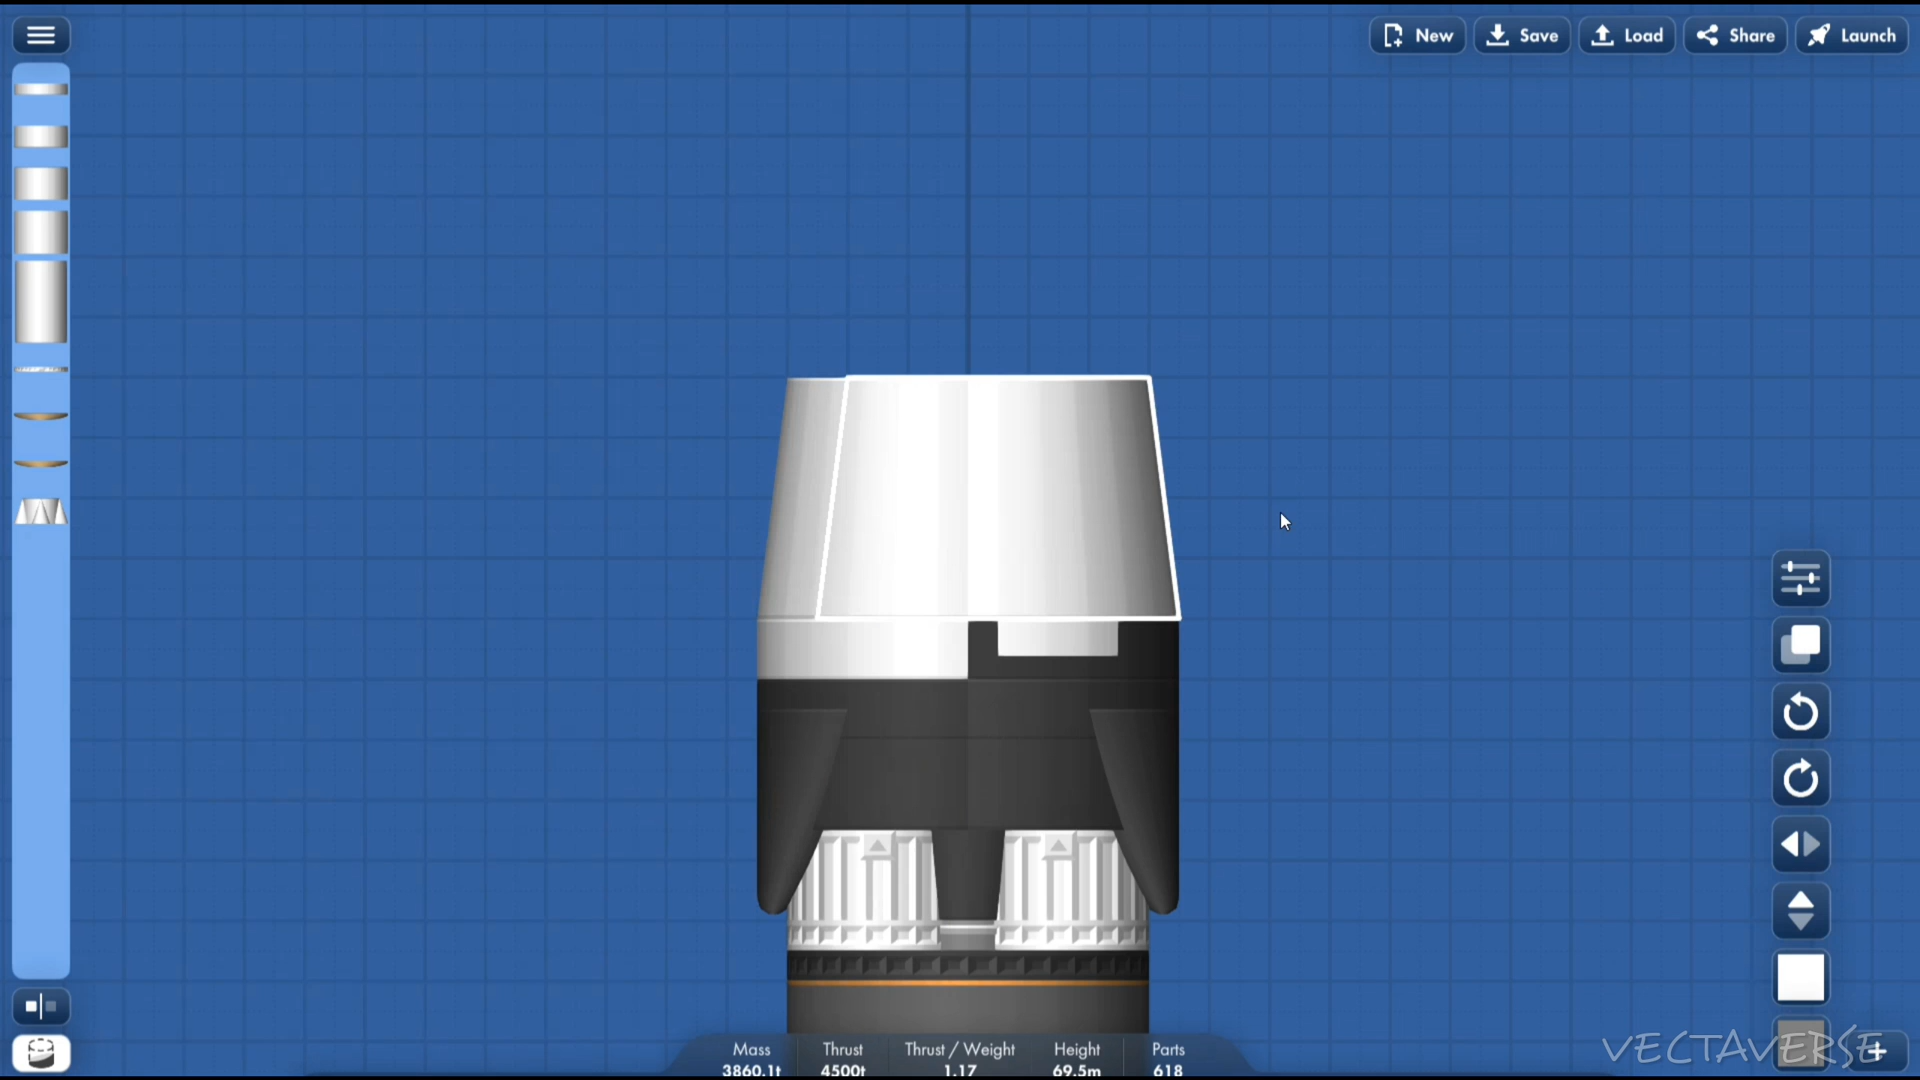 New Save Load Share Launch
Mass Thrust Thrust / Weight Height Parts
3860.1t 4500t 1.17 69.5m 618
VECTAVERSE